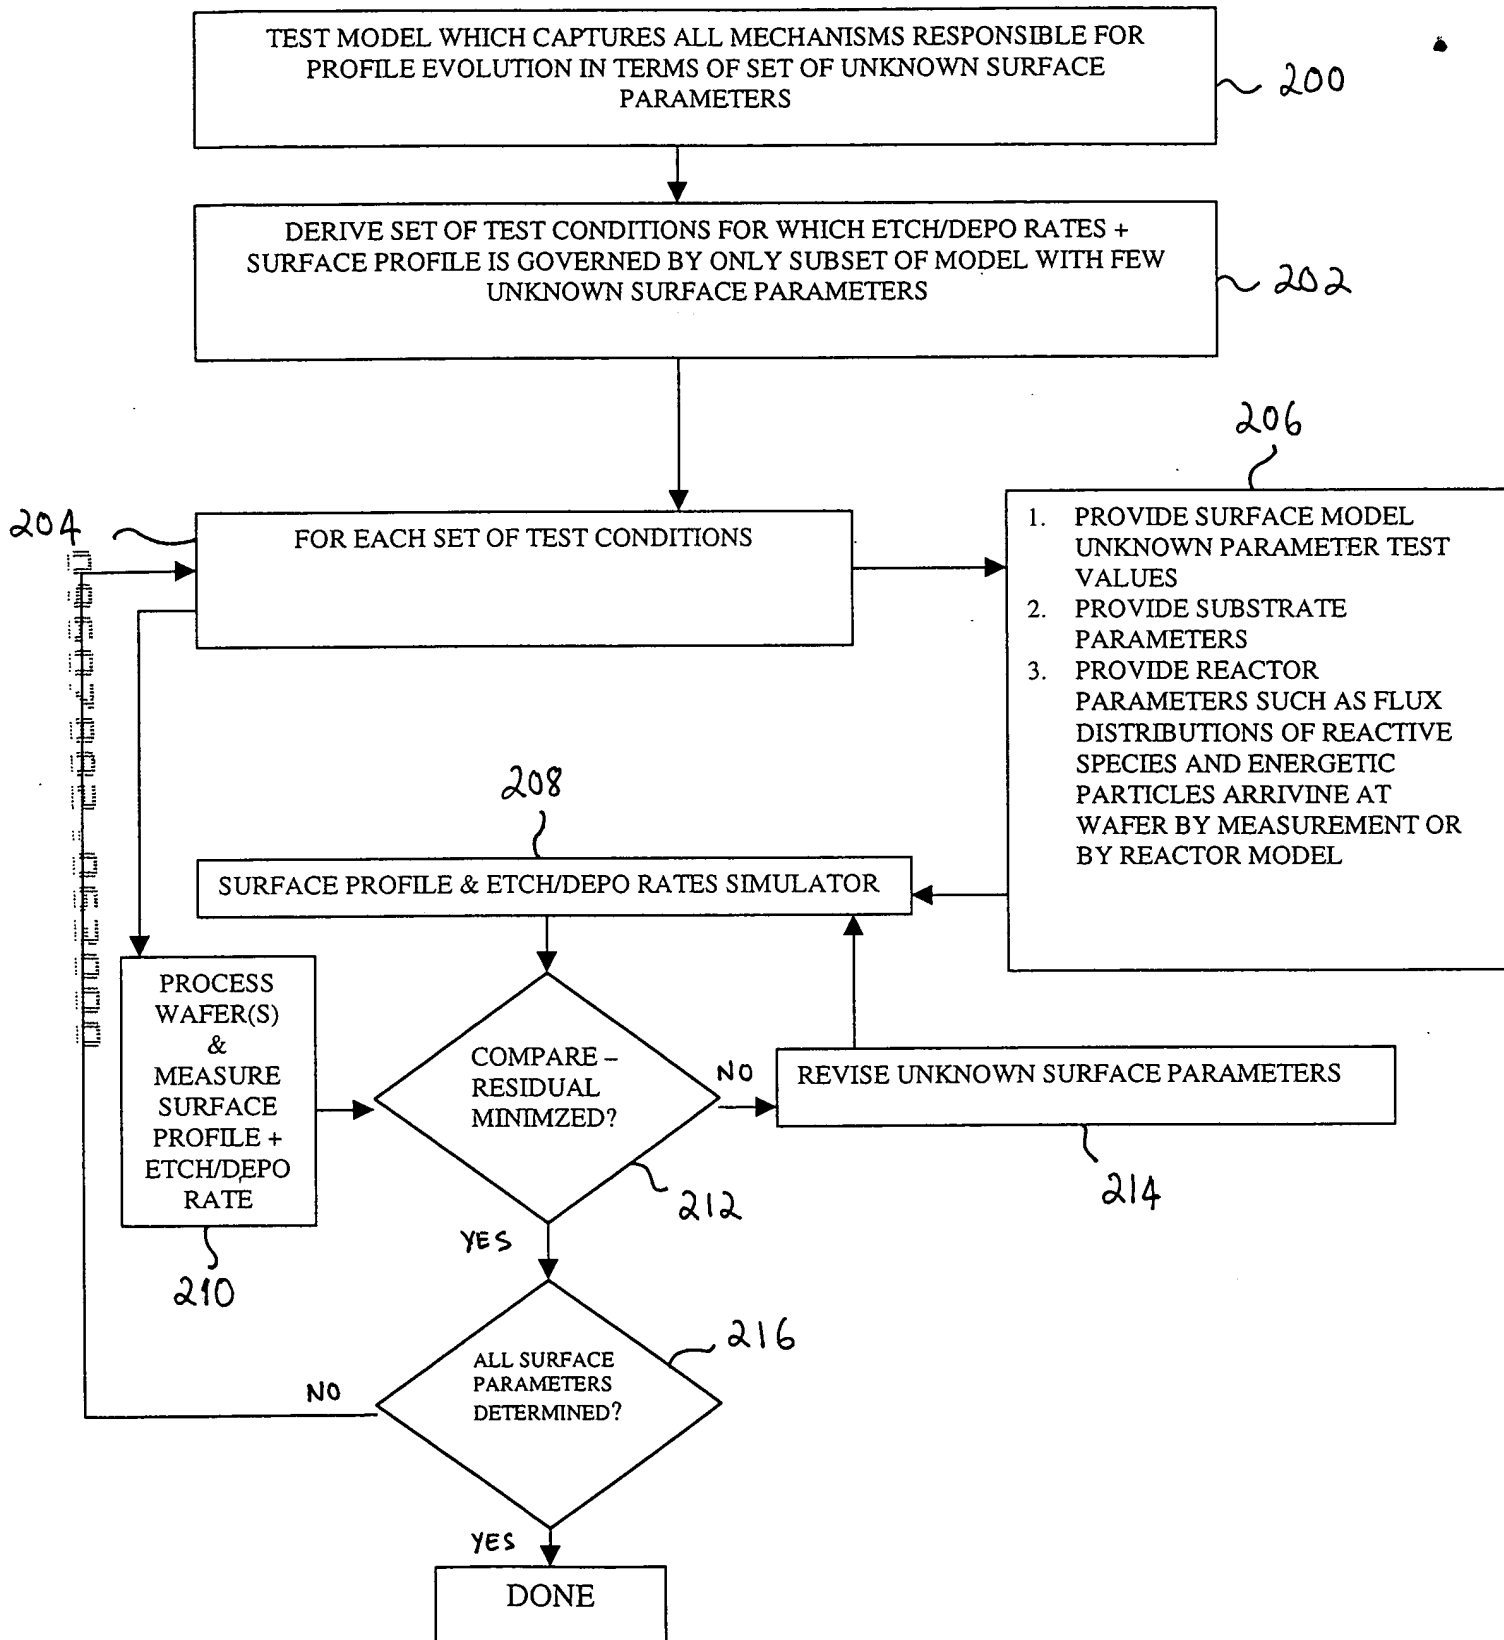 TEST MODEL WHICH CAPTURES ALL MECHANISMS RESPONSIBLE FOR
PROFILE EVOLUTION IN TERMS OF SET OF UNKNOWN SURFACE
PARAMETERS
200
DERIVE SET OF TEST CONDITIONS FOR WHICH ETCH/DEPO RATES +
SURFACE PROFILE IS GOVERNED BY ONLY SUBSET OF MODEL WITH FEW
UNKNOWN SURFACE PARAMETERS
202
204
FOR EACH SET OF TEST CONDITIONS
206
1. PROVIDE SURFACE MODEL
UNKNOWN PARAMETER TEST
VALUES
2. PROVIDE SUBSTRATE
PARAMETERS
3. PROVIDE REACTOR
PARAMETERS SUCH AS FLUX
DISTRIBUTIONS OF REACTIVE
SPECIES AND ENERGETIC
PARTICLES ARRIVINE AT
WAFER BY MEASUREMENT OR
BY REACTOR MODEL
208
SURFACE PROFILE & ETCH/DEPO RATES SIMULATOR
PROCESS
WAFER(S)
&
MEASURE
SURFACE
PROFILE +
ETCH/DEPO
RATE
210
COMPARE –
RESIDUAL
MINIMZED?
212
NO
REVISE UNKNOWN SURFACE PARAMETERS
214
YES
ALL SURFACE
PARAMETERS
DETERMINED?
216
NO
YES
DONE